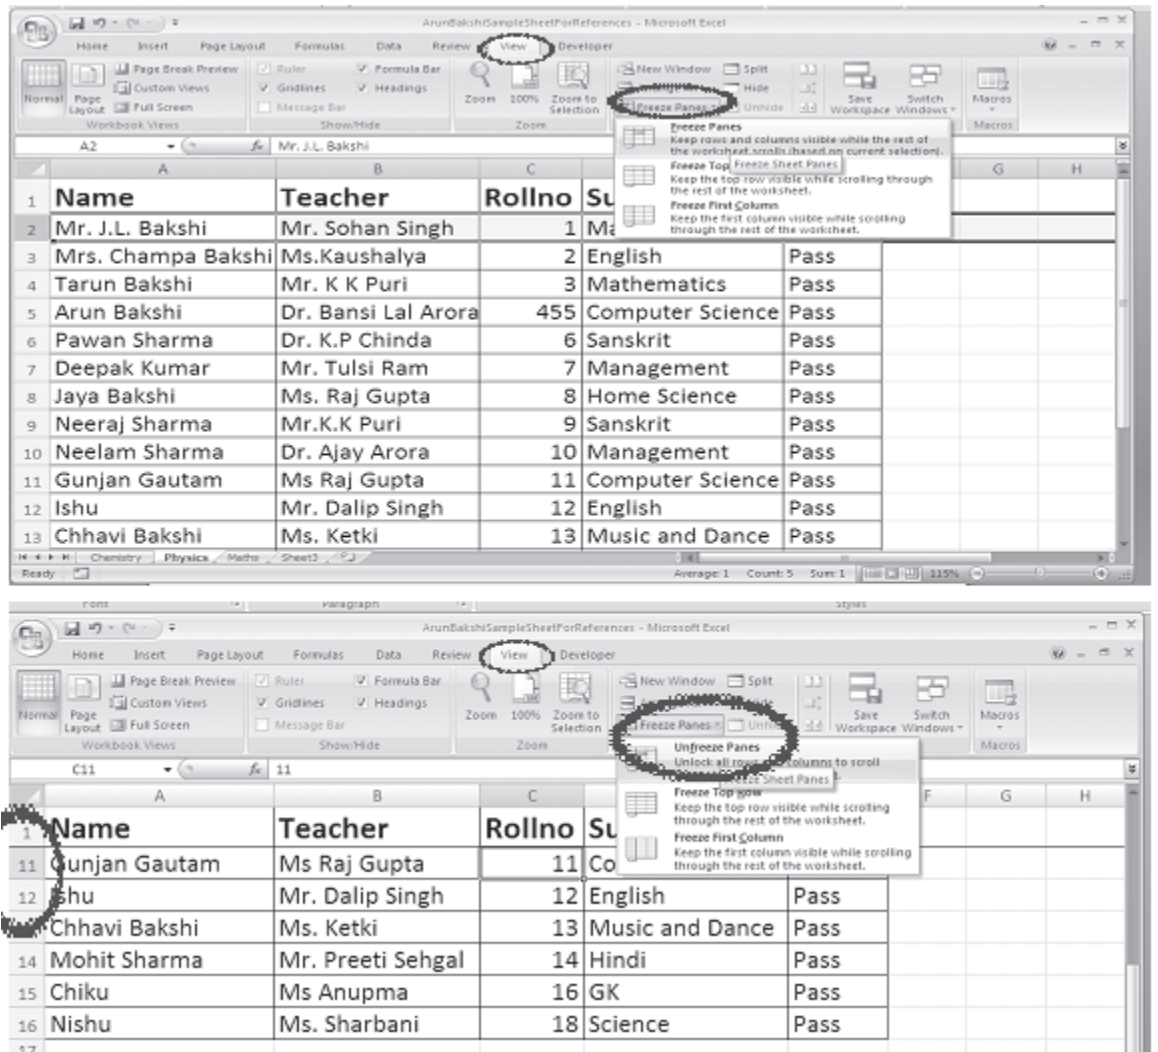 ArunBakshiSampleSheetForReferences - Microsoft Excel
Home Insert Page Layout Formulas Data Review View Developer
Normal Page Layout Page Break Preview Custom Views Full Screen Workbook Views
Ruler Gridlines Message Bar Formula Bar Headings Show/Hide
Zoom 100% Zoom to Selection Zoom
New Window Split
Hide
Freeze Panes Unhide
Save Workspace Switch Windows Macros
Macros
A2 fx Mr. J.L. Bakshi
Freeze Panes
Keep rows and columns visible while the rest of
the worksheet scrolls (based on current selection).
Freeze Top Freeze Sheet Panes
Keep the top row visible while scrolling through
the rest of the worksheet.
Freeze First Column
Keep the first column visible while scrolling
through the rest of the worksheet.
A B C G H
1 Name Teacher Rollno Su
2 Mr. J.L. Bakshi Mr. Sohan Singh 1 Ma
3 Mrs. Champa Bakshi Ms.Kaushalya 2 English Pass
4 Tarun Bakshi Mr. K K Puri 3 Mathematics Pass
5 Arun Bakshi Dr. Bansi Lal Arora 455 Computer Science Pass
6 Pawan Sharma Dr. K.P Chinda 6 Sanskrit Pass
7 Deepak Kumar Mr. Tulsi Ram 7 Management Pass
8 Jaya Bakshi Ms. Raj Gupta 8 Home Science Pass
9 Neeraj Sharma Mr.K.K Puri 9 Sanskrit Pass
10 Neelam Sharma Dr. Ajay Arora 10 Management Pass
11 Gunjan Gautam Ms Raj Gupta 11 Computer Science Pass
12 Ishu Mr. Dalip Singh 12 English Pass
13 Chhavi Bakshi Ms. Ketki 13 Music and Dance Pass
Chemistry Physics Maths Sheet3
Ready Average: 1 Count: 5 Sum: 1 115%
Font Paragraph Styles
ArunBakshiSampleSheetForReferences - Microsoft Excel
Home Insert Page Layout Formulas Data Review View Developer
Normal Page Layout Page Break Preview Custom Views Full Screen Workbook Views
Ruler Gridlines Message Bar Formula Bar Headings Show/Hide
Zoom 100% Zoom to Selection Zoom
New Window Split
Freeze Panes
Save Workspace Switch Windows Macros
Macros
C11 fx 11
Unfreeze Panes
Unlock all rows columns to scroll
Sheet Panes
Freeze Top Row
Keep the top row visible while scrolling
through the rest of the worksheet.
Freeze First Column
Keep the first column visible while scrolling
through the rest of the worksheet.
A B C F G H
1 Name Teacher Rollno Su
11 Gunjan Gautam Ms Raj Gupta 11 Co
12 Ishu Mr. Dalip Singh 12 English Pass
Chhavi Bakshi Ms. Ketki 13 Music and Dance Pass
14 Mohit Sharma Mr. Preeti Sehgal 14 Hindi Pass
15 Chiku Ms Anupma 16 GK Pass
16 Nishu Ms. Sharbani 18 Science Pass
17